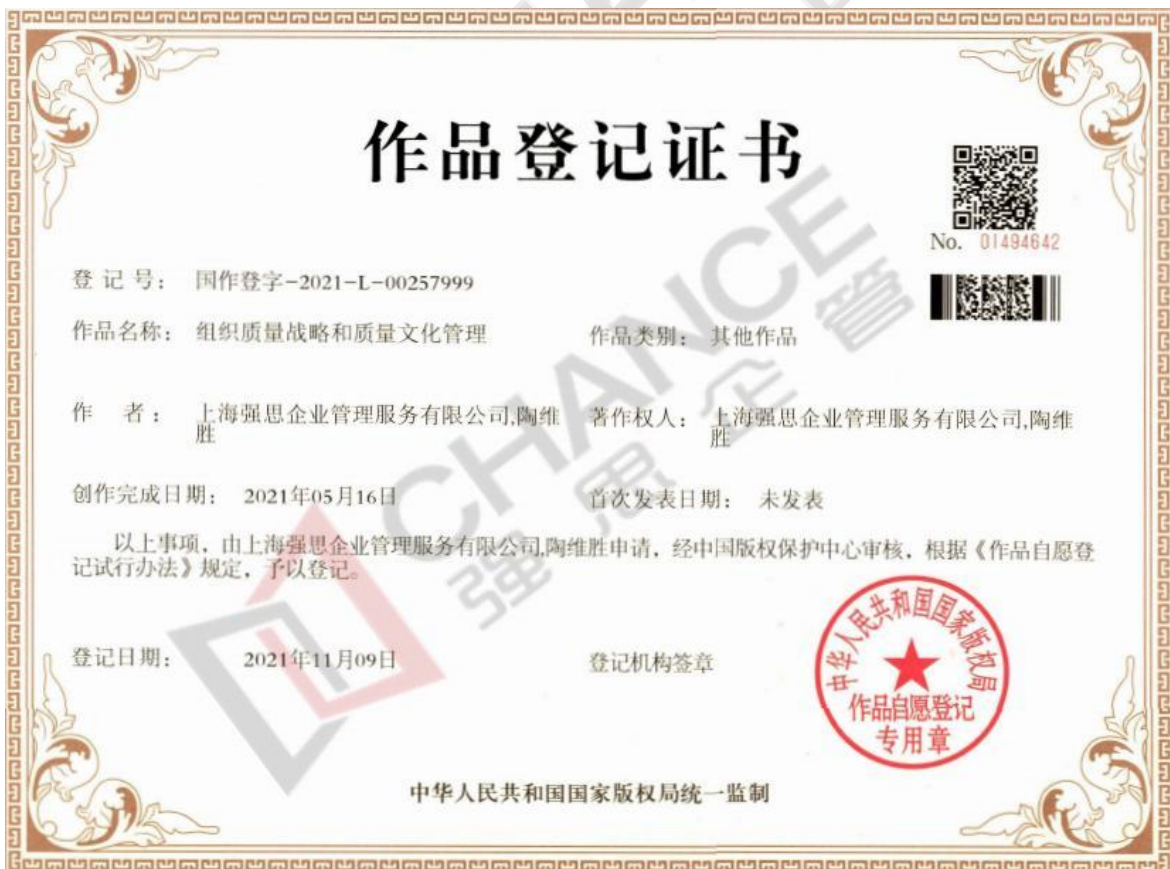 作品登记证书
No. 01494642
登 记 号： 国作登字-2021-L-00257999
作品名称： 组织质量战略和质量文化管理 作品类别： 其他作品
作 者： 上海强思企业管理服务有限公司,陶维胜 著作权人： 上海强思企业管理服务有限公司,陶维胜
创作完成日期： 2021年05月16日 首次发表日期： 未发表
以上事项，由上海强思企业管理服务有限公司,陶维胜申请，经中国版权保护中心审核，根据《作品自愿登
记试行办法》规定，予以登记。
登记日期： 2021年11月09日 登记机构签章
中华人民共和国国家版权局
作品自愿登记
专用章
中华人民共和国国家版权局统一监制
CHANCE
强思企管